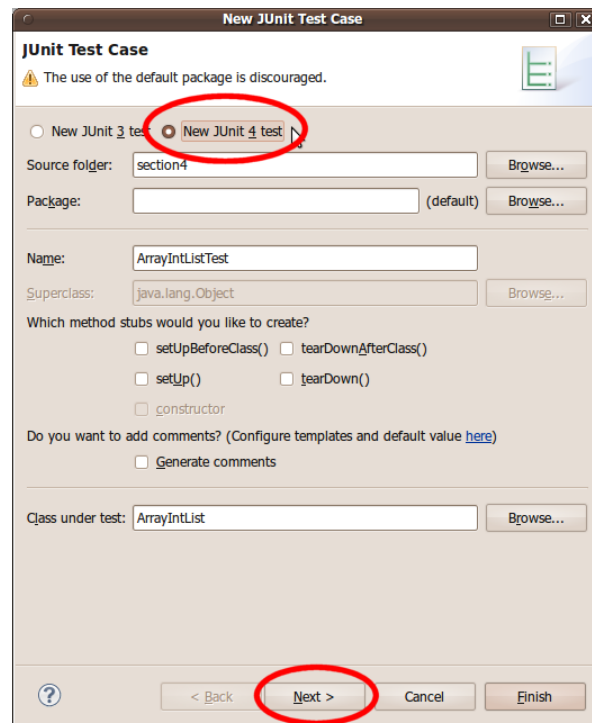 New JUnit Test Case
JUnit Test Case
The use of the default package is discouraged.
New JUnit 3 test New JUnit 4 test
Source folder: section4 Browse...
Package: (default) Browse...
Name: ArrayIntListTest
Superclass: java.lang.Object Browse...
Which method stubs would you like to create?
setUpBeforeClass() tearDownAfterClass()
setUp() tearDown()
constructor
Do you want to add comments? (Configure templates and default value here)
Generate comments
Class under test: ArrayIntList Browse...
? < Back Next > Cancel Finish